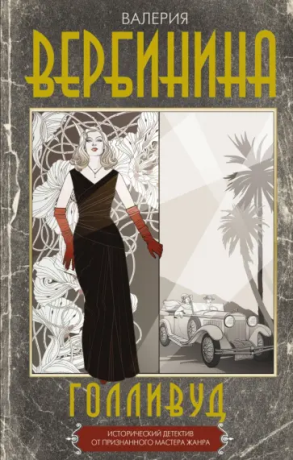 ВАЛЕРИЯ
ВЕРБИНИНА
ГОЛЛИВУД
ИСТОРИЧЕСКИЙ ДЕТЕКТИВ
ОТ ПРИЗНАННОГО МАСТЕРА ЖАНРА